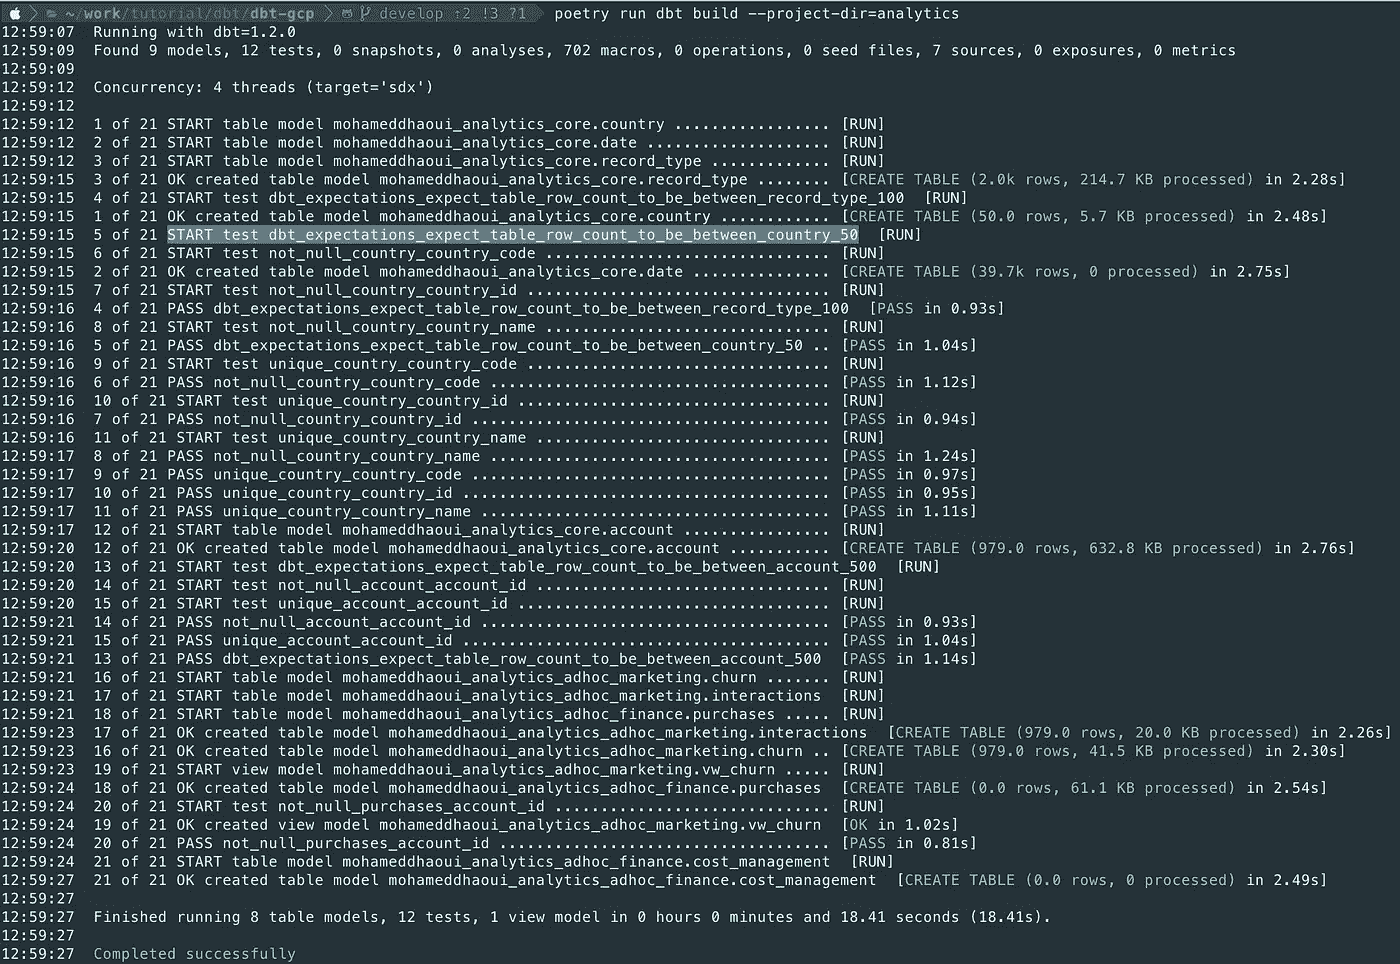 ~/work/tutorial/dbt/dbt-gcp develop ↑2 !3 ?1 poetry run dbt build --project-dir=analytics
12:59:07 Running with dbt=1.2.0
12:59:09 Found 9 models, 12 tests, 0 snapshots, 0 analyses, 702 macros, 0 operations, 0 seed files, 7 sources, 0 exposures, 0 metrics
12:59:09
12:59:12 Concurrency: 4 threads (target='sdx')
12:59:12
12:59:12 1 of 21 START table model mohameddhaoui_analytics_core.country ................. [RUN]
12:59:12 2 of 21 START table model mohameddhaoui_analytics_core.date .................... [RUN]
12:59:12 3 of 21 START table model mohameddhaoui_analytics_core.record_type ............. [RUN]
12:59:15 3 of 21 OK created table model mohameddhaoui_analytics_core.record_type ........ [CREATE TABLE (2.0k rows, 214.7 KB processed) in 2.28s]
12:59:15 4 of 21 START test dbt_expectations_expect_table_row_count_to_be_between_record_type_100 [RUN]
12:59:15 1 of 21 OK created table model mohameddhaoui_analytics_core.country ............ [CREATE TABLE (50.0 rows, 5.7 KB processed) in 2.48s]
12:59:15 5 of 21 START test dbt_expectations_expect_table_row_count_to_be_between_country_50 [RUN]
12:59:15 6 of 21 START test not_null_country_country_code ............................... [RUN]
12:59:15 2 of 21 OK created table model mohameddhaoui_analytics_core.date ............... [CREATE TABLE (39.7k rows, 0 processed) in 2.75s]
12:59:15 7 of 21 START test not_null_country_country_id ................................. [RUN]
12:59:16 4 of 21 PASS dbt_expectations_expect_table_row_count_to_be_between_record_type_100 [PASS in 0.93s]
12:59:16 8 of 21 START test not_null_country_country_name ............................... [RUN]
12:59:16 5 of 21 PASS dbt_expectations_expect_table_row_count_to_be_between_country_50 .. [PASS in 1.04s]
12:59:16 9 of 21 START test unique_country_country_code ................................. [RUN]
12:59:16 6 of 21 PASS not_null_country_country_code ..................................... [PASS in 1.12s]
12:59:16 10 of 21 START test unique_country_country_id .................................. [RUN]
12:59:16 7 of 21 PASS not_null_country_country_id ....................................... [PASS in 0.94s]
12:59:16 11 of 21 START test unique_country_country_name ................................ [RUN]
12:59:17 8 of 21 PASS not_null_country_country_name ..................................... [PASS in 1.24s]
12:59:17 9 of 21 PASS unique_country_country_code ....................................... [PASS in 0.97s]
12:59:17 10 of 21 PASS unique_country_country_id ........................................ [PASS in 0.95s]
12:59:17 11 of 21 PASS unique_country_country_name ...................................... [PASS in 1.11s]
12:59:17 12 of 21 START table model mohameddhaoui_analytics_core.account ................ [RUN]
12:59:20 12 of 21 OK created table model mohameddhaoui_analytics_core.account ........... [CREATE TABLE (979.0 rows, 632.8 KB processed) in 2.76s]
12:59:20 13 of 21 START test dbt_expectations_expect_table_row_count_to_be_between_account_500 [RUN]
12:59:20 14 of 21 START test not_null_account_account_id ................................ [RUN]
12:59:20 15 of 21 START test unique_account_account_id .................................. [RUN]
12:59:21 14 of 21 PASS not_null_account_account_id ...................................... [PASS in 0.93s]
12:59:21 15 of 21 PASS unique_account_account_id ........................................ [PASS in 1.04s]
12:59:21 13 of 21 PASS dbt_expectations_expect_table_row_count_to_be_between_account_500 [PASS in 1.14s]
12:59:21 16 of 21 START table model mohameddhaoui_analytics_adhoc_marketing.churn ....... [RUN]
12:59:21 17 of 21 START table model mohameddhaoui_analytics_adhoc_marketing.interactions [RUN]
12:59:21 18 of 21 START table model mohameddhaoui_analytics_adhoc_finance.purchases ..... [RUN]
12:59:23 17 of 21 OK created table model mohameddhaoui_analytics_adhoc_marketing.interactions [CREATE TABLE (979.0 rows, 20.0 KB processed) in 2.26s]
12:59:23 16 of 21 OK created table model mohameddhaoui_analytics_adhoc_marketing.churn .. [CREATE TABLE (979.0 rows, 41.5 KB processed) in 2.30s]
12:59:23 19 of 21 START view model mohameddhaoui_analytics_adhoc_marketing.vw_churn ..... [RUN]
12:59:24 18 of 21 OK created table model mohameddhaoui_analytics_adhoc_finance.purchases [CREATE TABLE (0.0 rows, 61.1 KB processed) in 2.54s]
12:59:24 20 of 21 START test not_null_purchases_account_id .............................. [RUN]
12:59:24 19 of 21 OK created view model mohameddhaoui_analytics_adhoc_marketing.vw_churn [OK in 1.02s]
12:59:24 20 of 21 PASS not_null_purchases_account_id .................................... [PASS in 0.81s]
12:59:24 21 of 21 START table model mohameddhaoui_analytics_adhoc_finance.cost_management [RUN]
12:59:27 21 of 21 OK created table model mohameddhaoui_analytics_adhoc_finance.cost_management [CREATE TABLE (0.0 rows, 0 processed) in 2.49s]
12:59:27
12:59:27 Finished running 8 table models, 12 tests, 1 view model in 0 hours 0 minutes and 18.41 seconds (18.41s).
12:59:27
12:59:27 Completed successfully